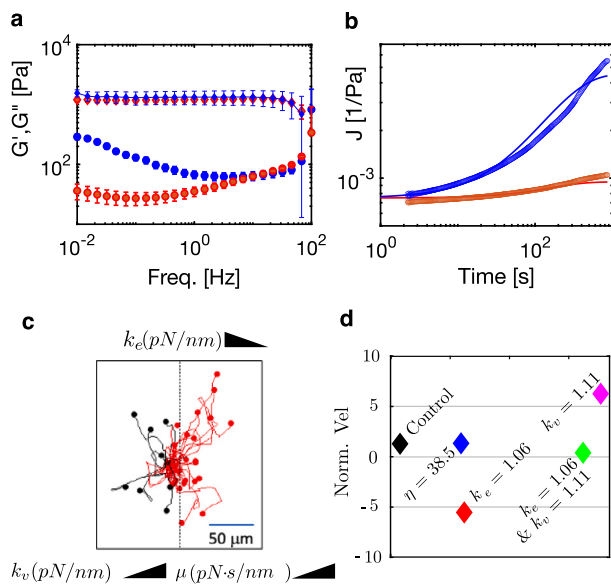 a
G',G'' [Pa]
10^4
10^2
10^-2
10^0
10^2
Freq. [Hz]
b
J [1/Pa]
10^-3
10^0
10^2
Time [s]
c
k_e(pN/nm)
50 μm
k_v(pN/nm)
μ(pN·s/nm )
d
Norm. Vel
10
5
0
-5
-10
Control
η = 38.5
k_e = 1.06
k_e = 1.06
& k_v = 1.11
k_v = 1.11